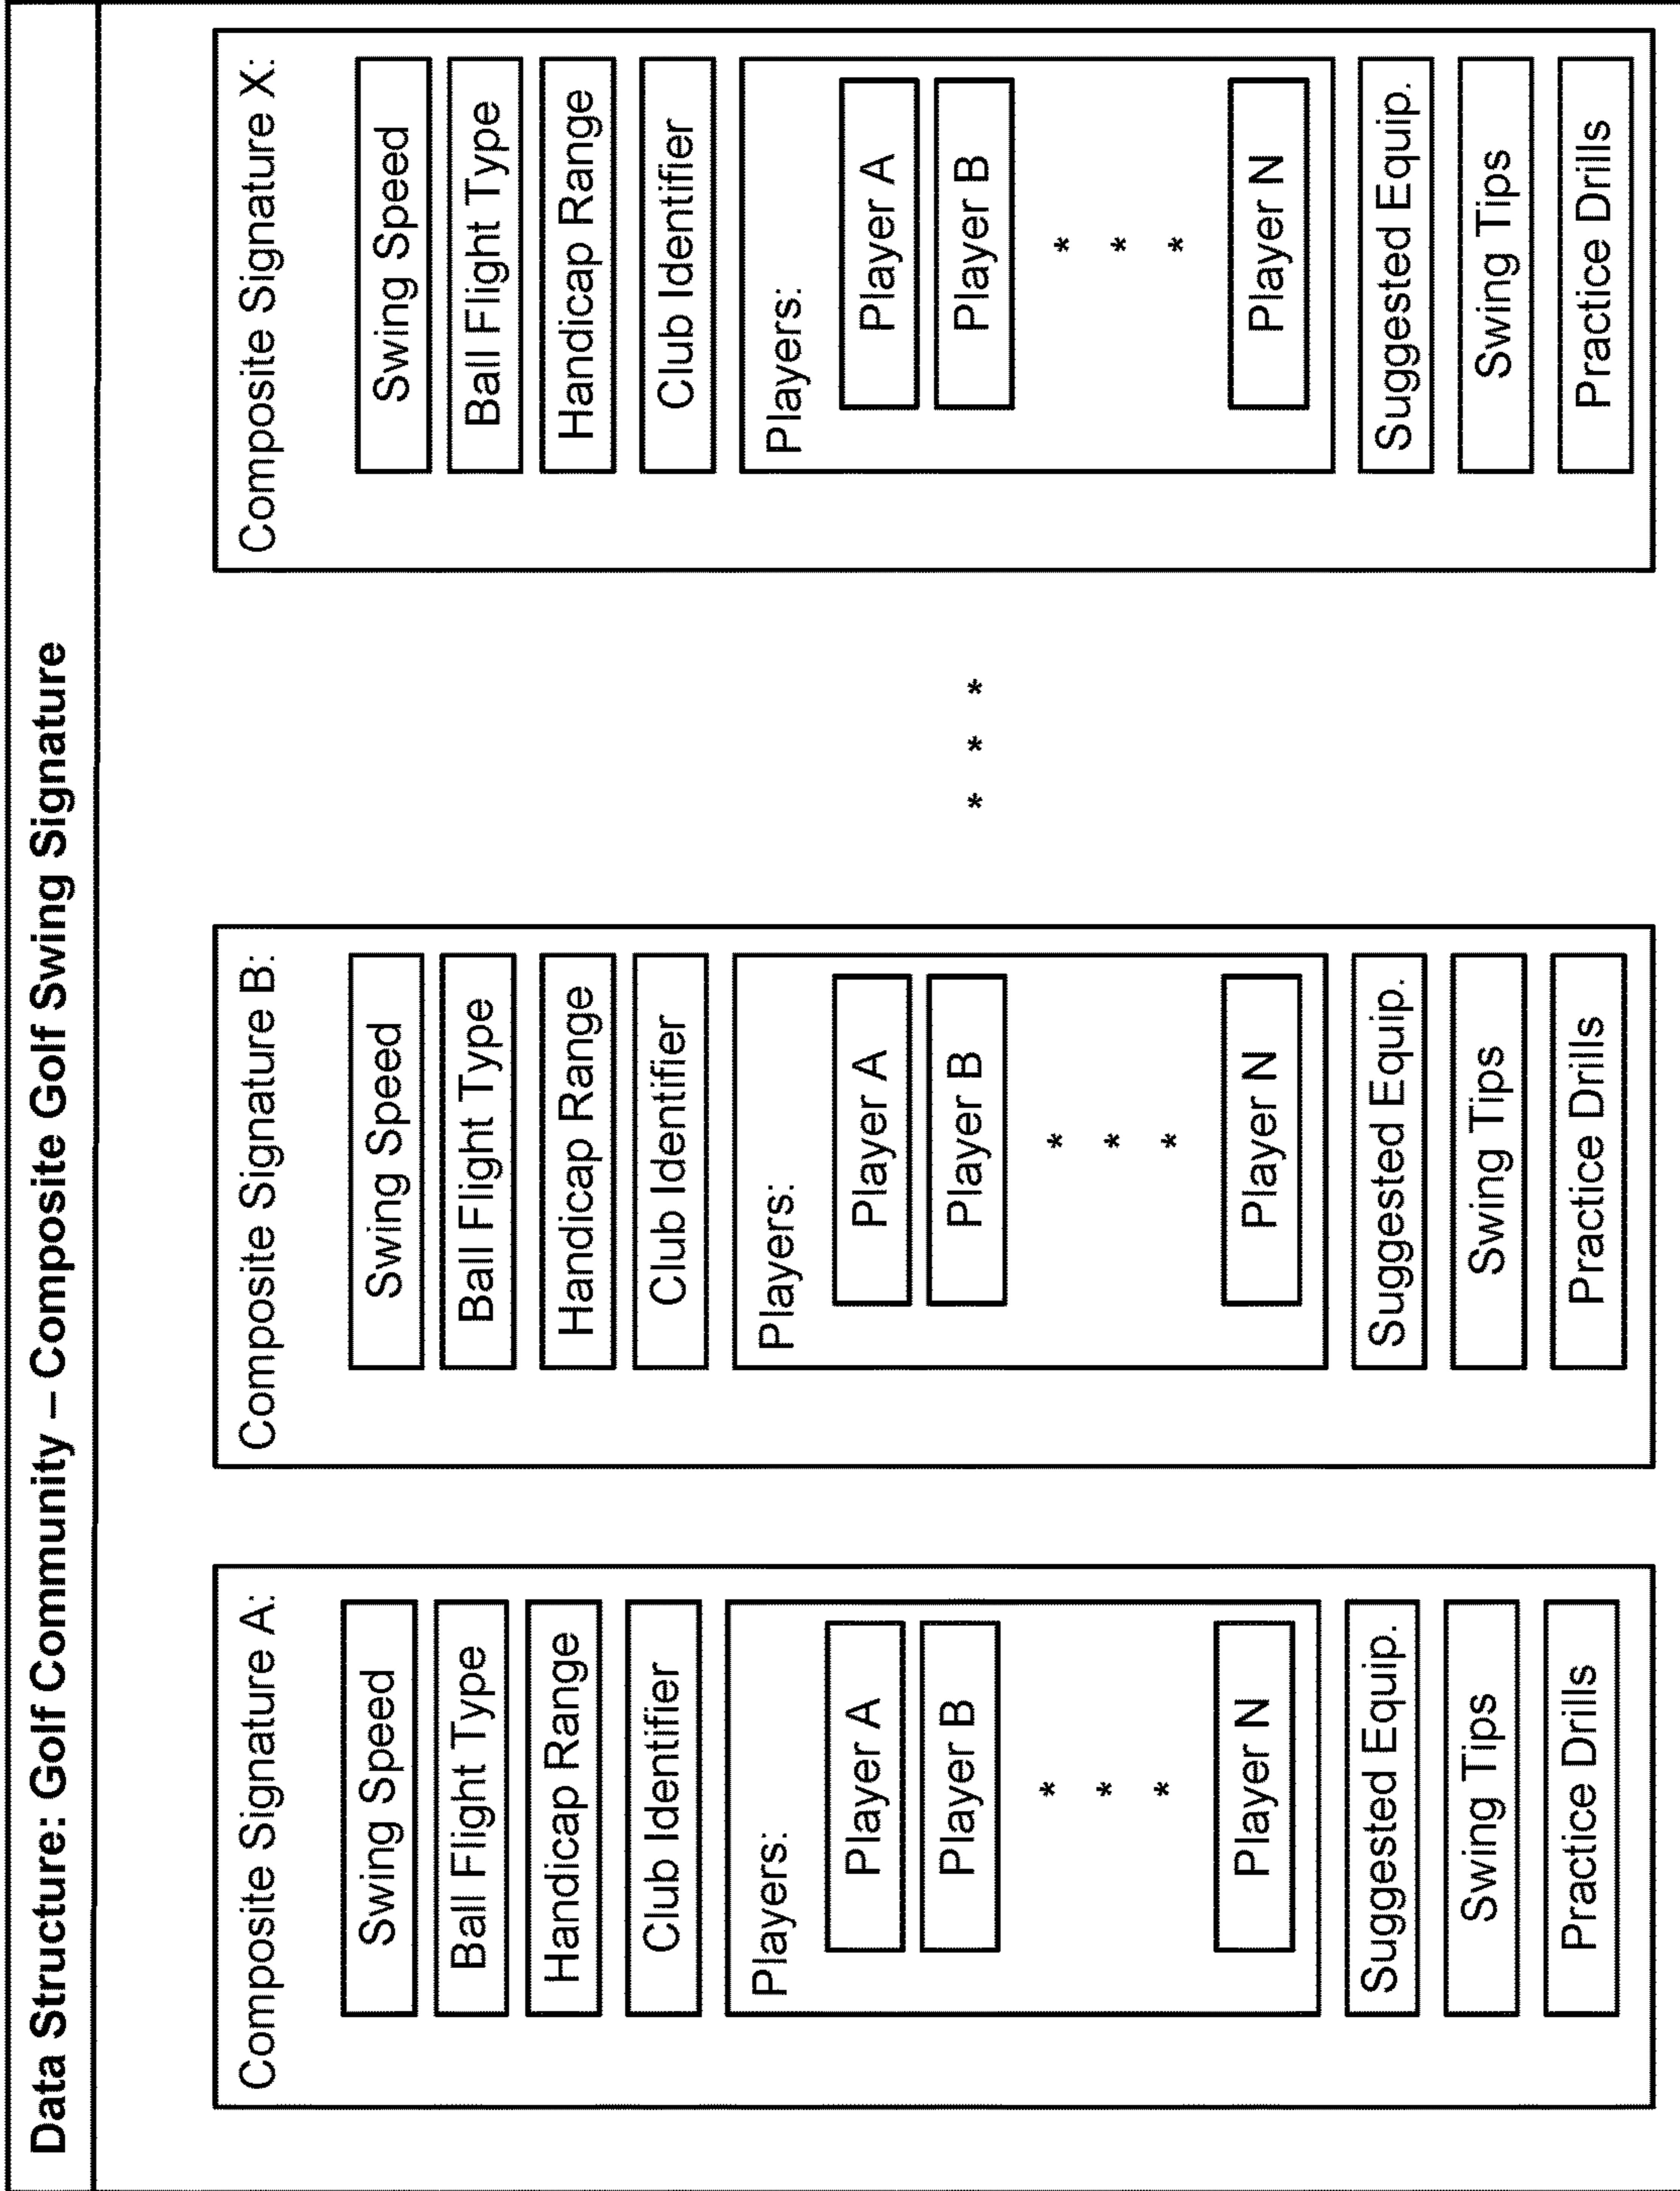 Data Structure: Golf Community – Composite Golf Swing Signature
Composite Signature A:
Swing Speed
Ball Flight Type
Handicap Range
Club Identifier
Players:
Player A
Player B
*
*
*
Player N
Suggested Equip.
Swing Tips
Practice Drills
Composite Signature B:
Swing Speed
Ball Flight Type
Handicap Range
Club Identifier
Players:
Player A
Player B
*
*
*
Player N
Suggested Equip.
Swing Tips
Practice Drills
* * *
Composite Signature X:
Swing Speed
Ball Flight Type
Handicap Range
Club Identifier
Players:
Player A
Player B
*
*
*
Player N
Suggested Equip.
Swing Tips
Practice Drills